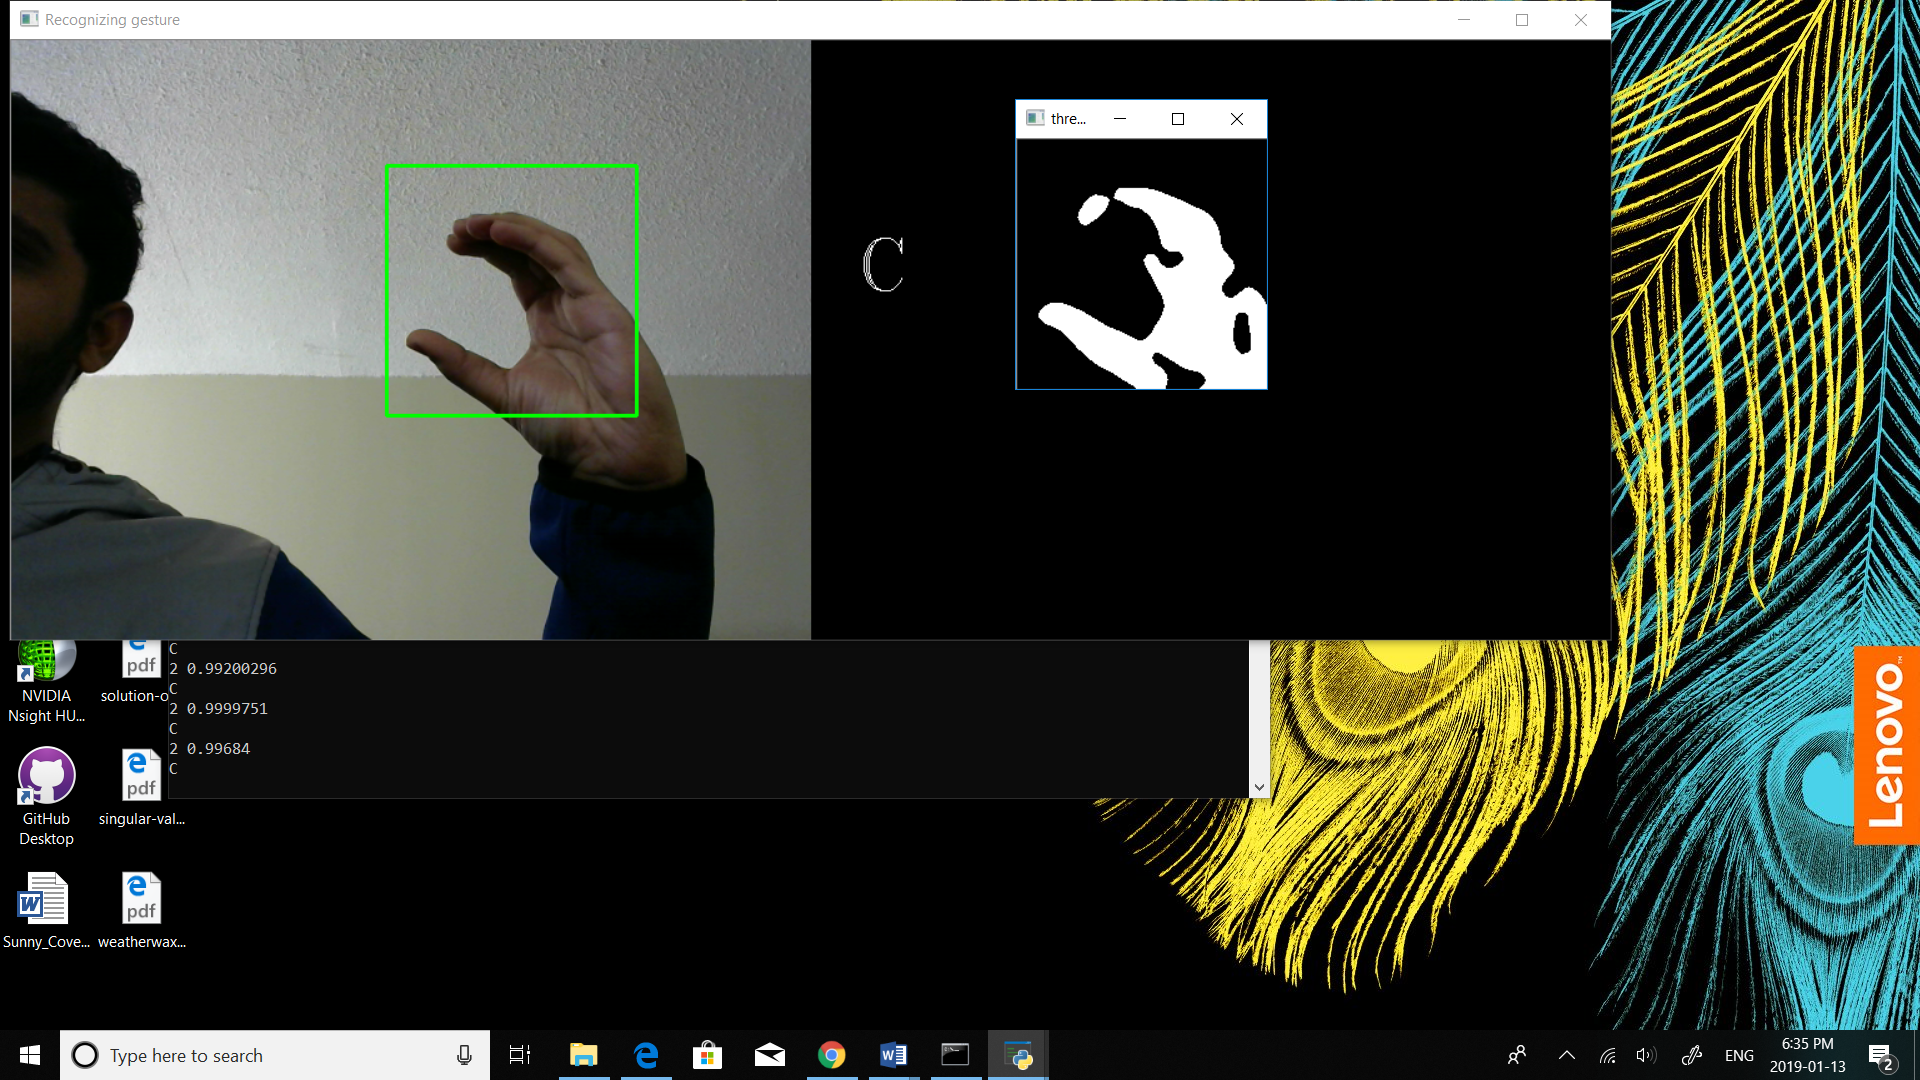 Recognizing gesture
thre...
C
C
2 0.99200296
C
2 0.9999751
C
2 0.99684
C
NVIDIA
Nsight HU...
pdf
solution-o
GitHub
Desktop
pdf
singular-val...
W
Sunny_Cove...
pdf
weatherwax...
Lenovo™
Type here to search
ENG
6:35 PM
2019-01-13
2